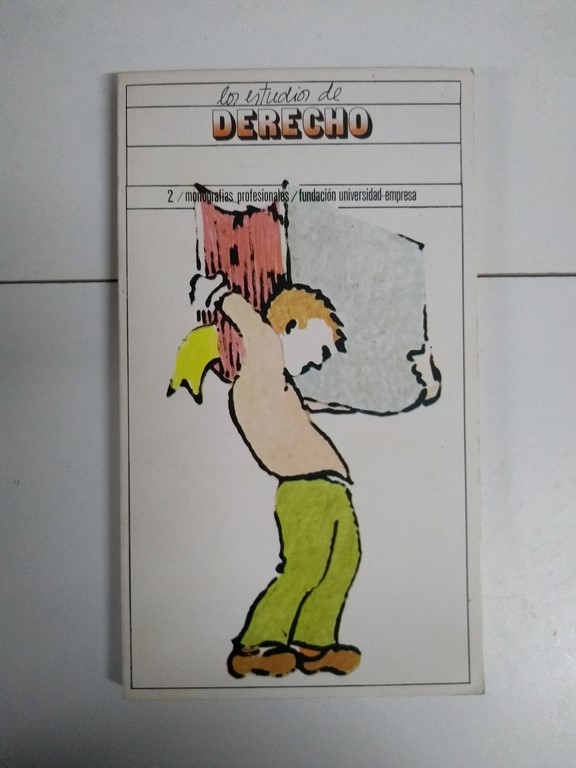 los estudios de
DERECHO
2 / monografías profesionales / fundación universidad-empresa